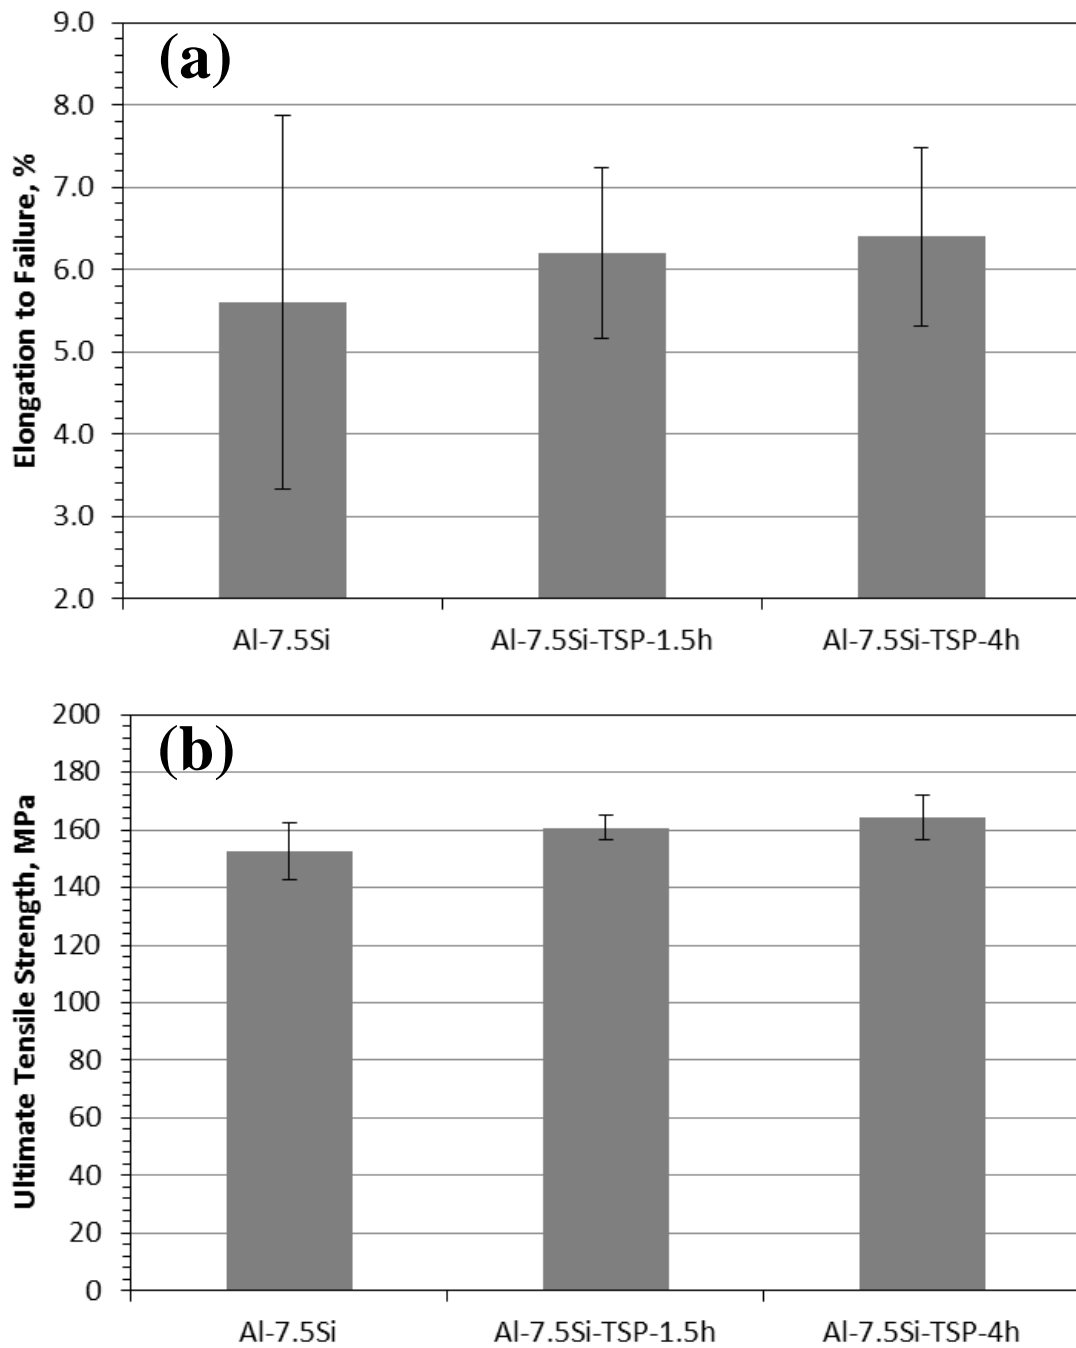 (a)
Elongation to Failure, %
9.0
8.0
7.0
6.0
5.0
4.0
3.0
2.0
Al-7.5Si
Al-7.5Si-TSP-1.5h
Al-7.5Si-TSP-4h
(b)
Ultimate Tensile Strength, MPa
200
180
160
140
120
100
80
60
40
20
0
Al-7.5Si
Al-7.5Si-TSP-1.5h
Al-7.5Si-TSP-4h